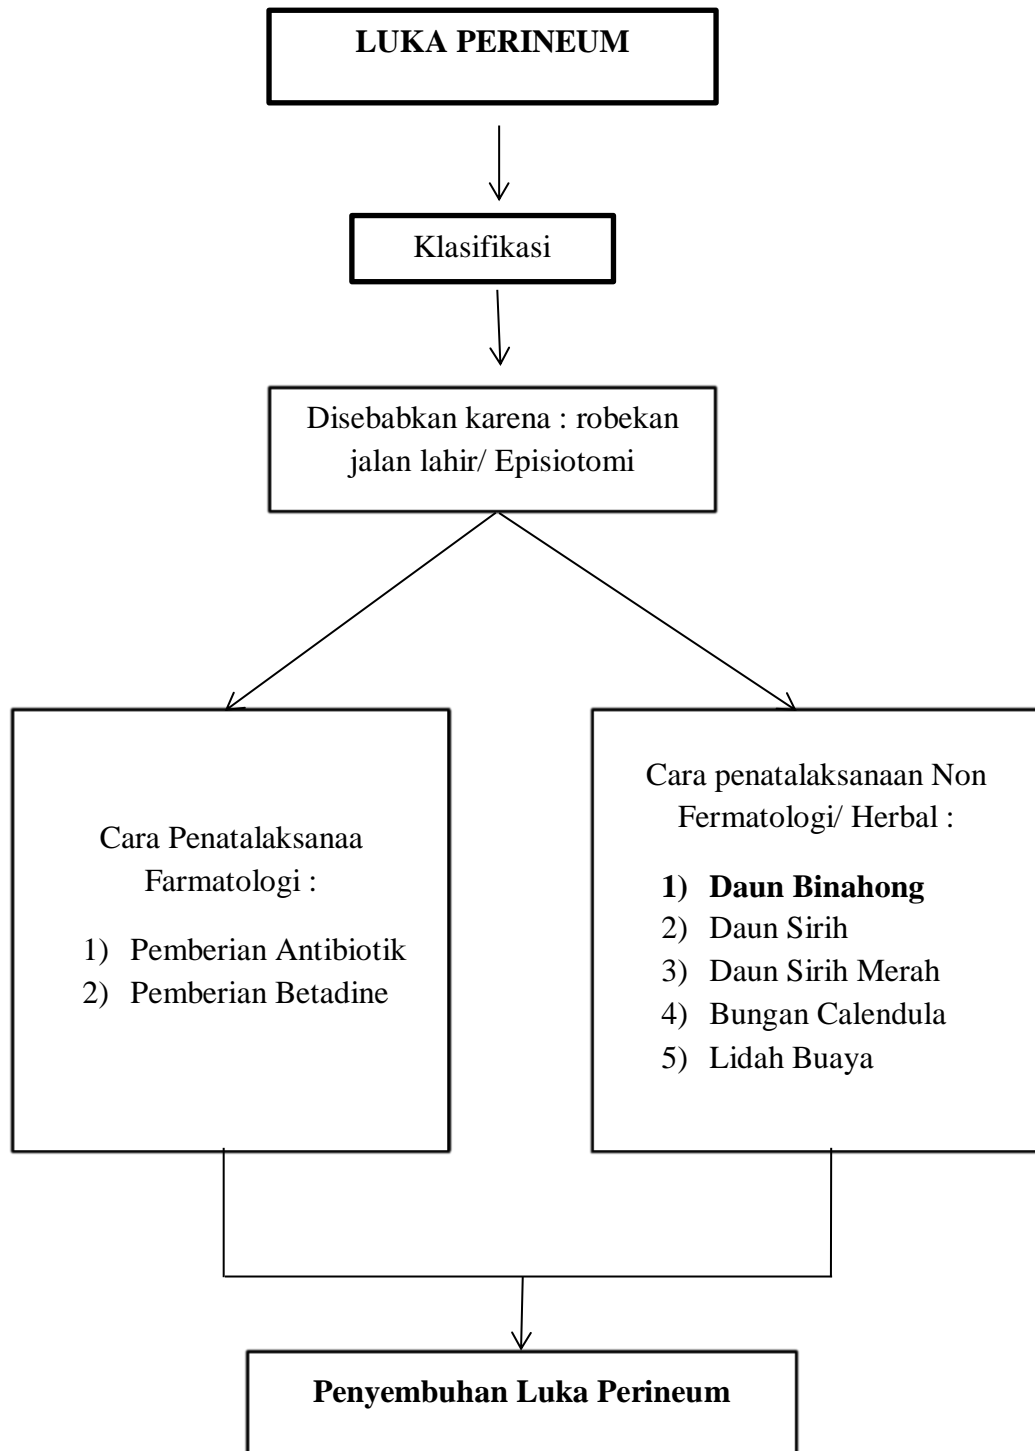 LUKA PERINEUM
Klasifikasi
Disebabkan karena : robekan
jalan lahir/ Episiotomi
Cara Penatalaksanaa
Farmatologi :
1) Pemberian Antibiotik
2) Pemberian Betadine
Cara penatalaksanaan Non
Fermatologi/ Herbal :
1) Daun Binahong
2) Daun Sirih
3) Daun Sirih Merah
4) Bungan Calendula
5) Lidah Buaya
Penyembuhan Luka Perineum